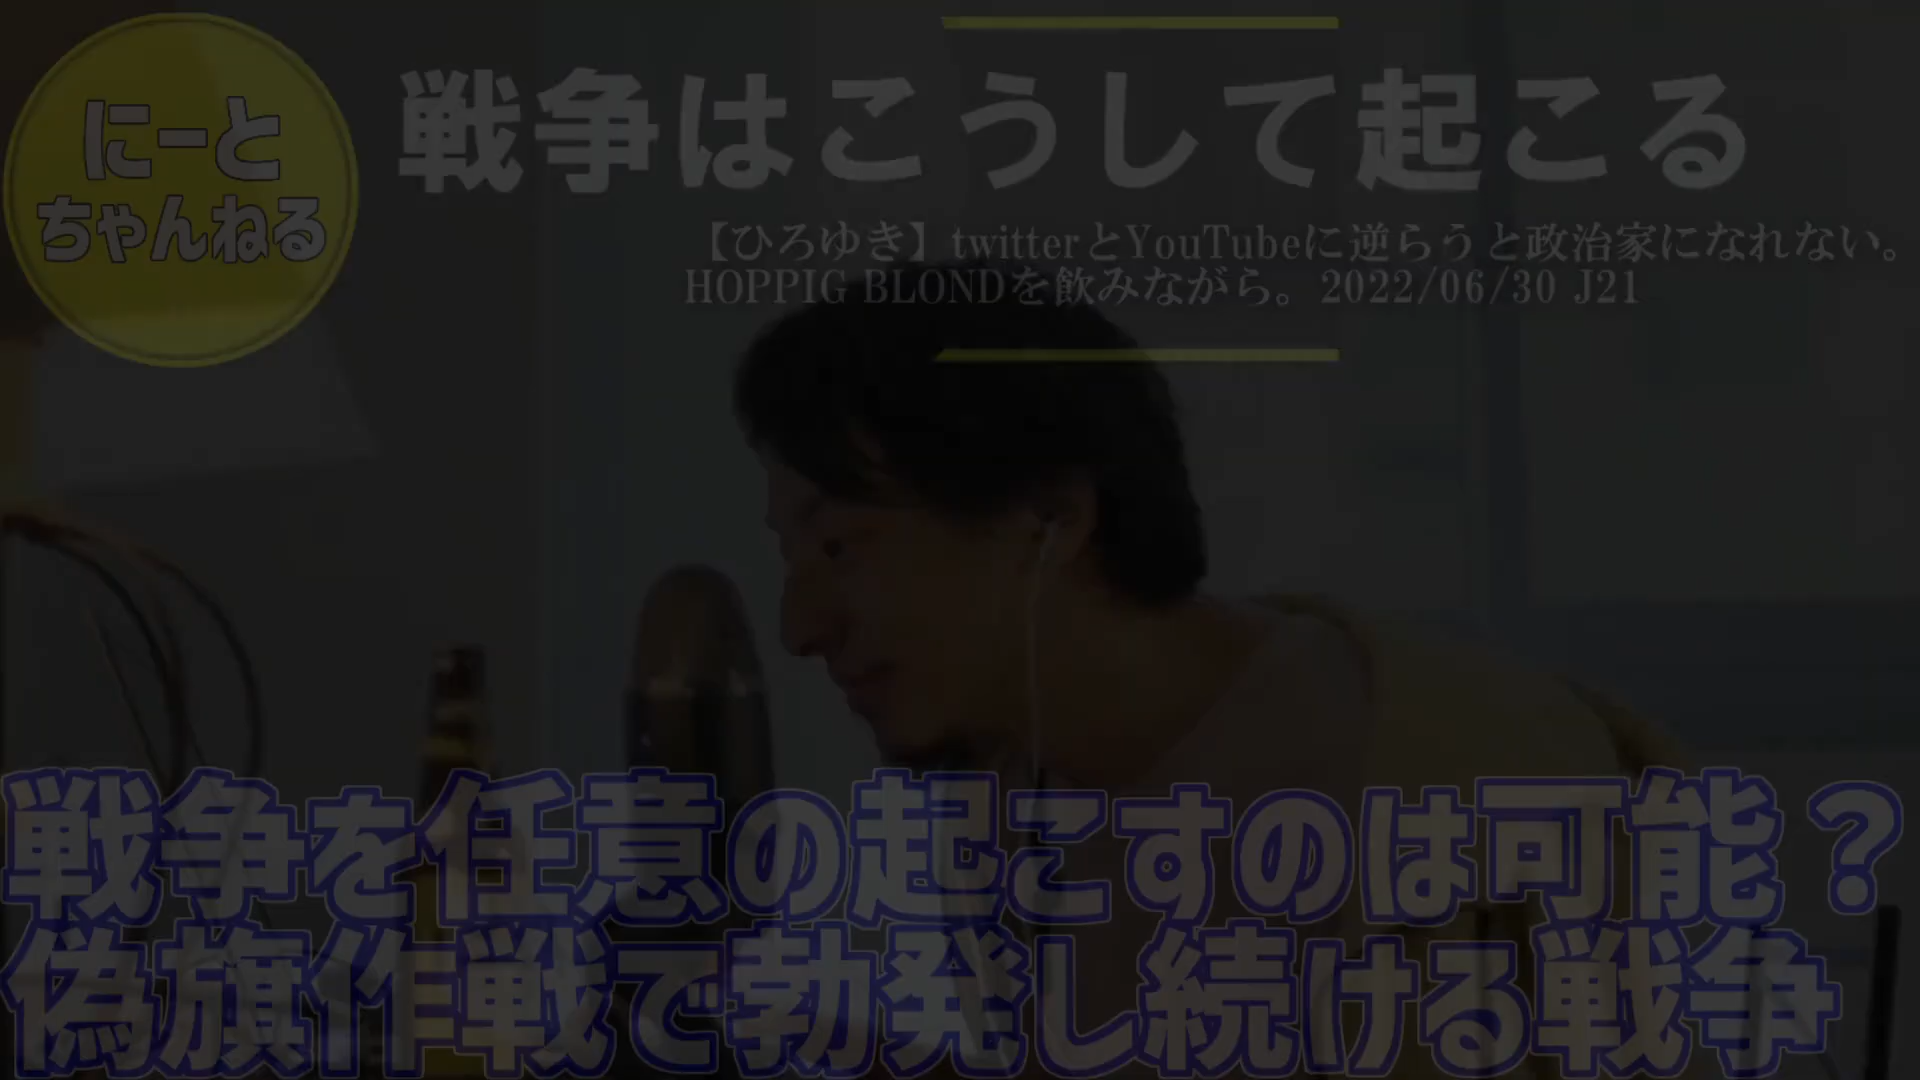 にーと
ちゃんねる
戦争はこうして起こる
【ひろゆき】twitterとYouTubeに逆らうと政治家になれない。
HOPPIG BLONDを飲みながら。2022/06/30 J21
戦争を任意の起こすのは可能？
偽旗作戦で勃発し続ける戦争